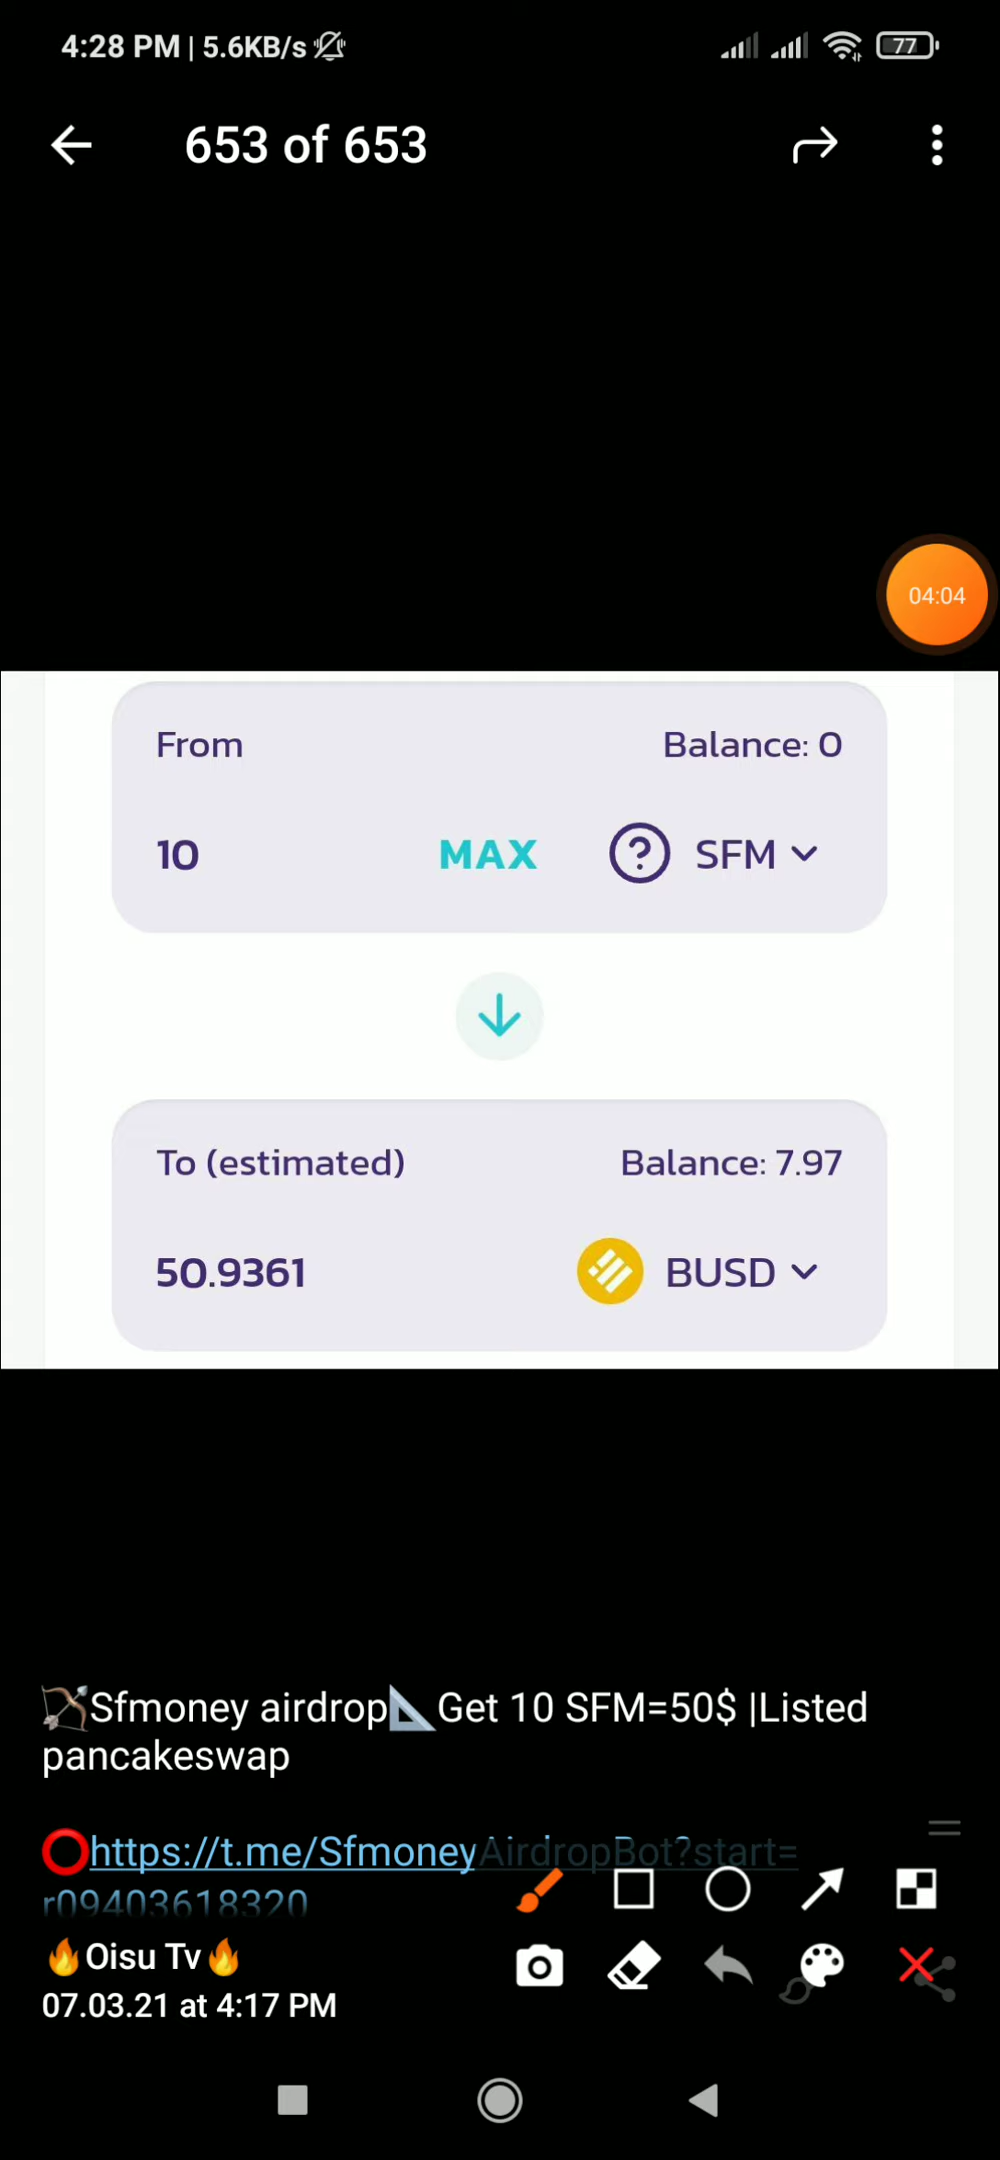 4:28 PM | 5.6KB/s
77
653 of 653
04:04
From
Balance: 0
10
MAX
SFM
To (estimated)
Balance: 7.97
50.9361
BUSD
🏹Sfmoney airdrop📐Get 10 SFM=50$ |Listed
pancakeswap
⭕https://t.me/SfmoneyAirdropBot?start=
r09403618320
🔥Oisu Tv🔥
07.03.21 at 4:17 PM